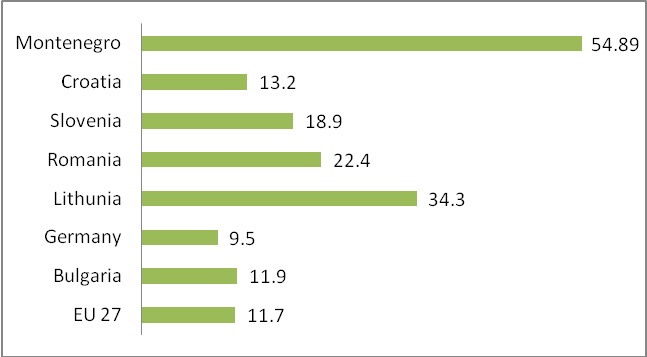 Montenegro 54.89
Croatia 13.2
Slovenia 18.9
Romania 22.4
Lithunia 34.3
Germany 9.5
Bulgaria 11.9
EU 27 11.7